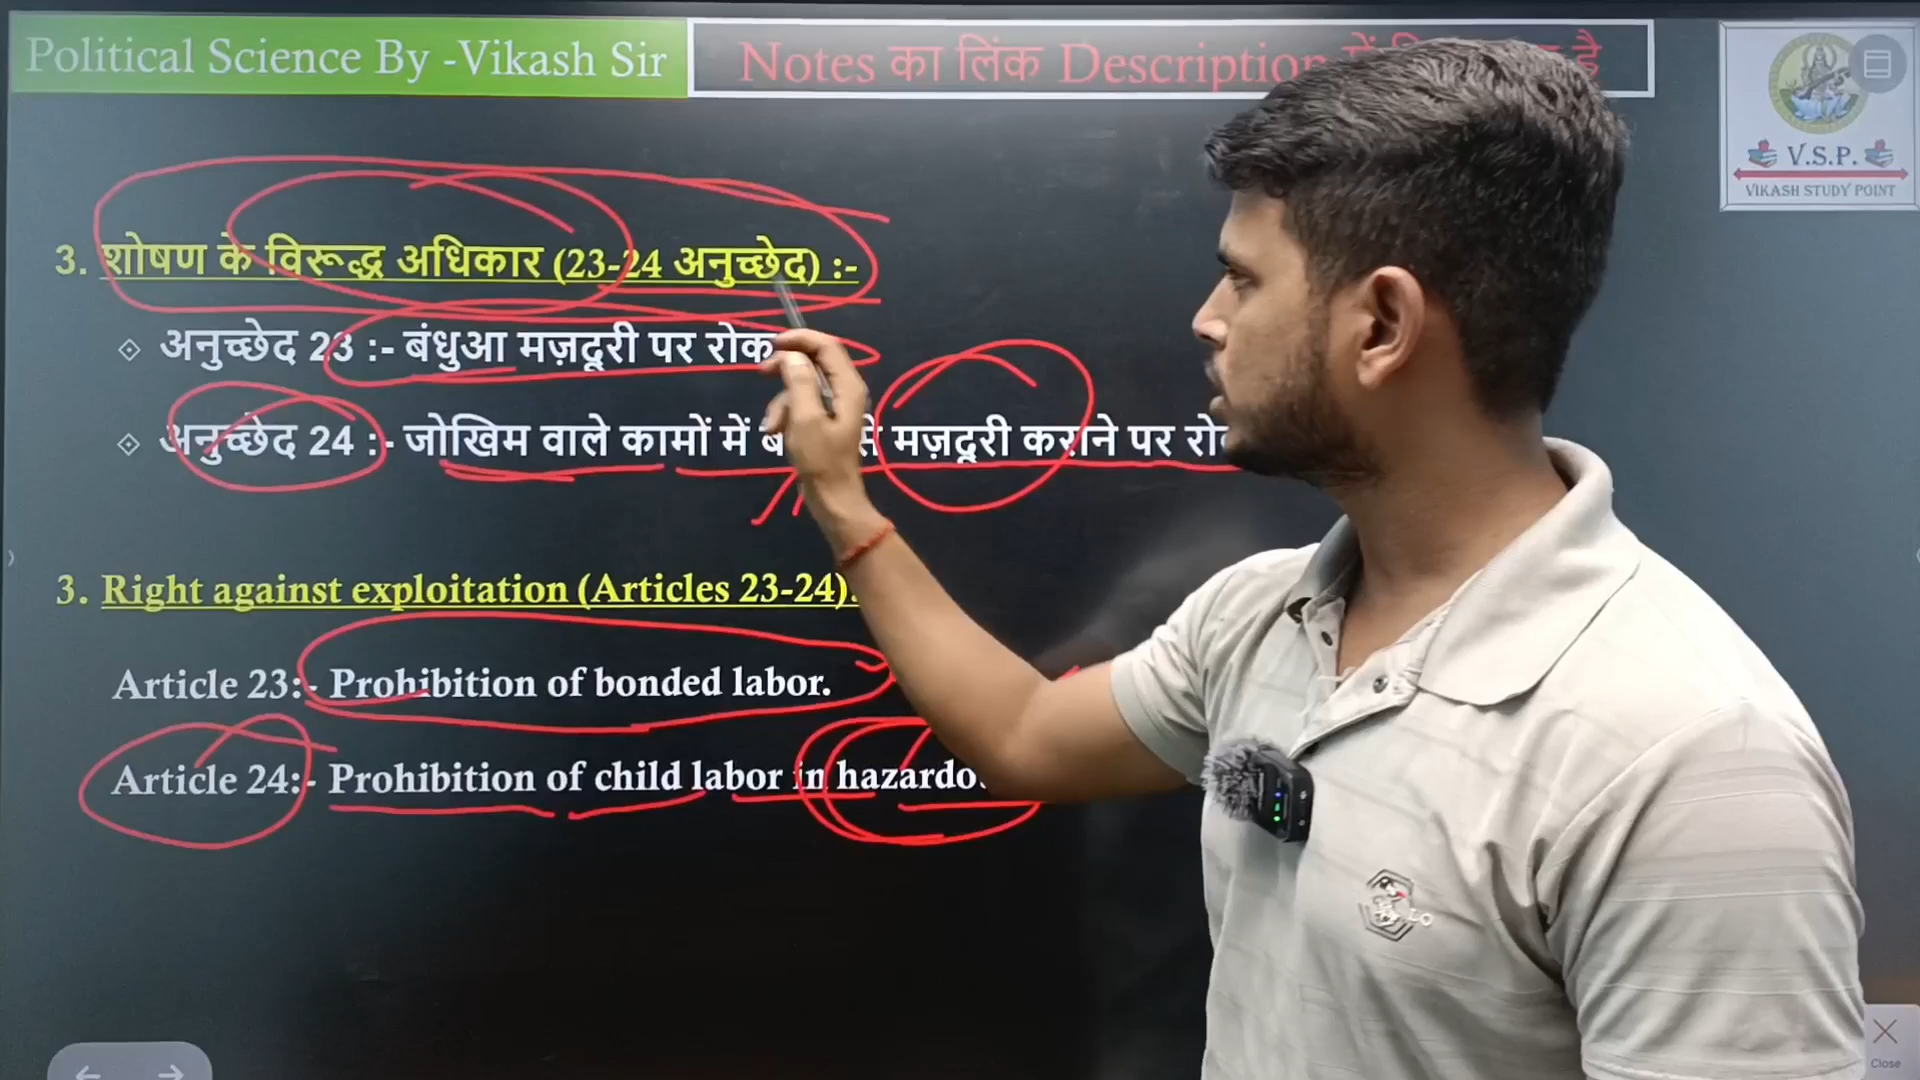 Political Science By -Vikash Sir
Notes का लिंक Description है
V.S.P.
VIKASH STUDY POINT
3. शोषण के विरूद्ध अधिकार (23-24 अनुच्छेद) :-
अनुच्छेद 23 :- बंधुआ मज़दूरी पर रोक
अनुच्छेद 24 :- जोखिम वाले कामों में मज़दूरी कराने पर
3. Right against exploitation (Articles 23-24)
Article 23:- Prohibition of bonded labor.
Article 24:- Prohibition of child labor in
Close